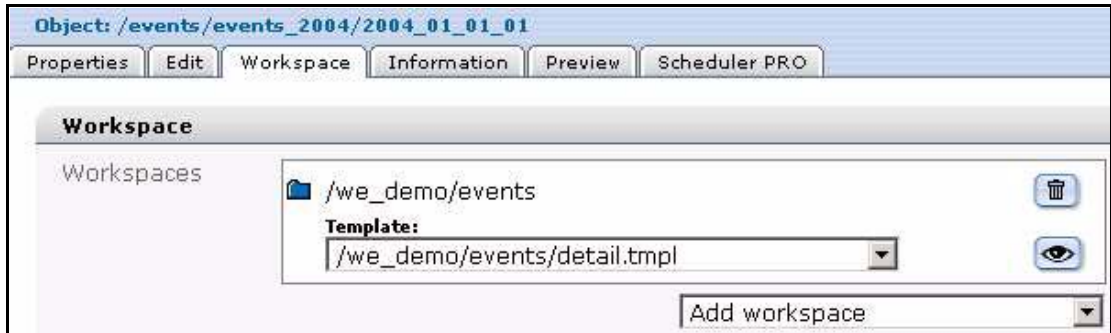 Object: /events/events_2004/2004_01_01_01
Properties Edit Workspace Information Preview Scheduler PRO
Workspace
Workspaces
/we_demo/events
Template:
/we_demo/events/detail.tmpl
Add workspace